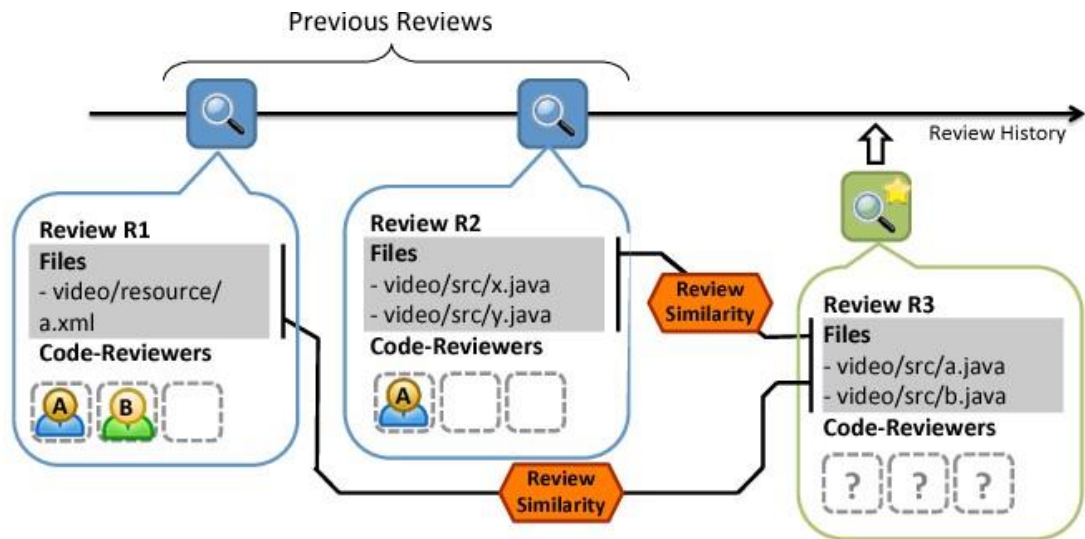 Previous Reviews
Review History
Review R1
Files
- video/resource/
a.xml
Code-Reviewers
A
B
Review R2
Files
- video/src/x.java
- video/src/y.java
Code-Reviewers
A
Review
Similarity
Review
Similarity
Review R3
Files
- video/src/a.java
- video/src/b.java
Code-Reviewers
? ? ?